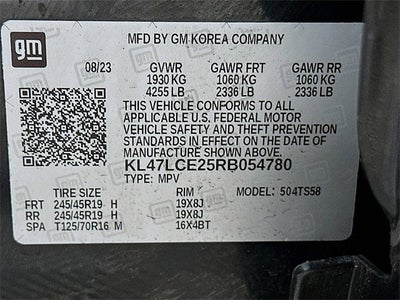 gm
MFD BY GM KOREA COMPANY
08/23 GVWR GAWR FRT GAWR RR
1930 KG 1060 KG 1060 KG
4255 LB 2336 LB 2336 LB
THIS VEHICLE CONFORMS TO ALL
APPLICABLE U.S. FEDERAL MOTOR
VEHICLE SAFETY AND THEFT PREVENTION
STANDARDS IN EFFECT ON THE DATE
OF MANUFACTURE SHOWN ABOVE.
KL47LCE25RB054780
TYPE: MPV
TIRE SIZE RIM MODEL: 504TS58
FRT 245/45R19 H 19X8J
RR 245/45R19 H 19X8J
SPA T125/70R16 M 16X4BT